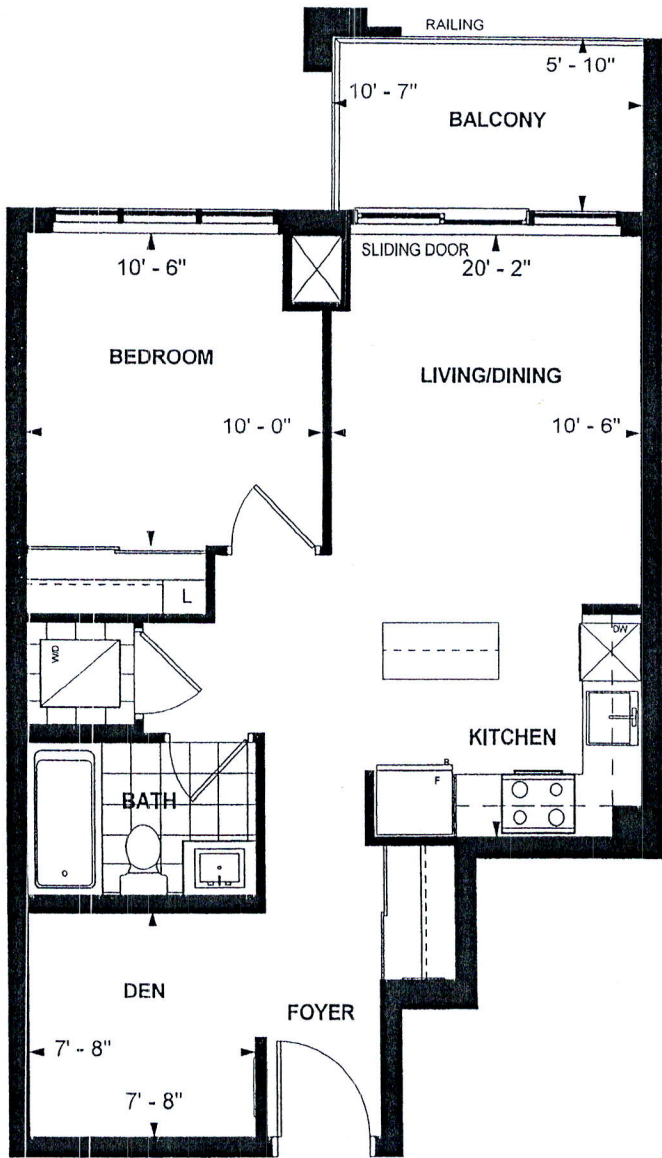 RAILING
5' - 10"
10' - 7"
BALCONY
SLIDING DOOR
10' - 6"
20' - 2"
BEDROOM
LIVING/DINING
10' - 0"
10' - 6"
L
W/D
DW
KITCHEN
R
F
BATH
DEN
FOYER
7' - 8"
7' - 8"